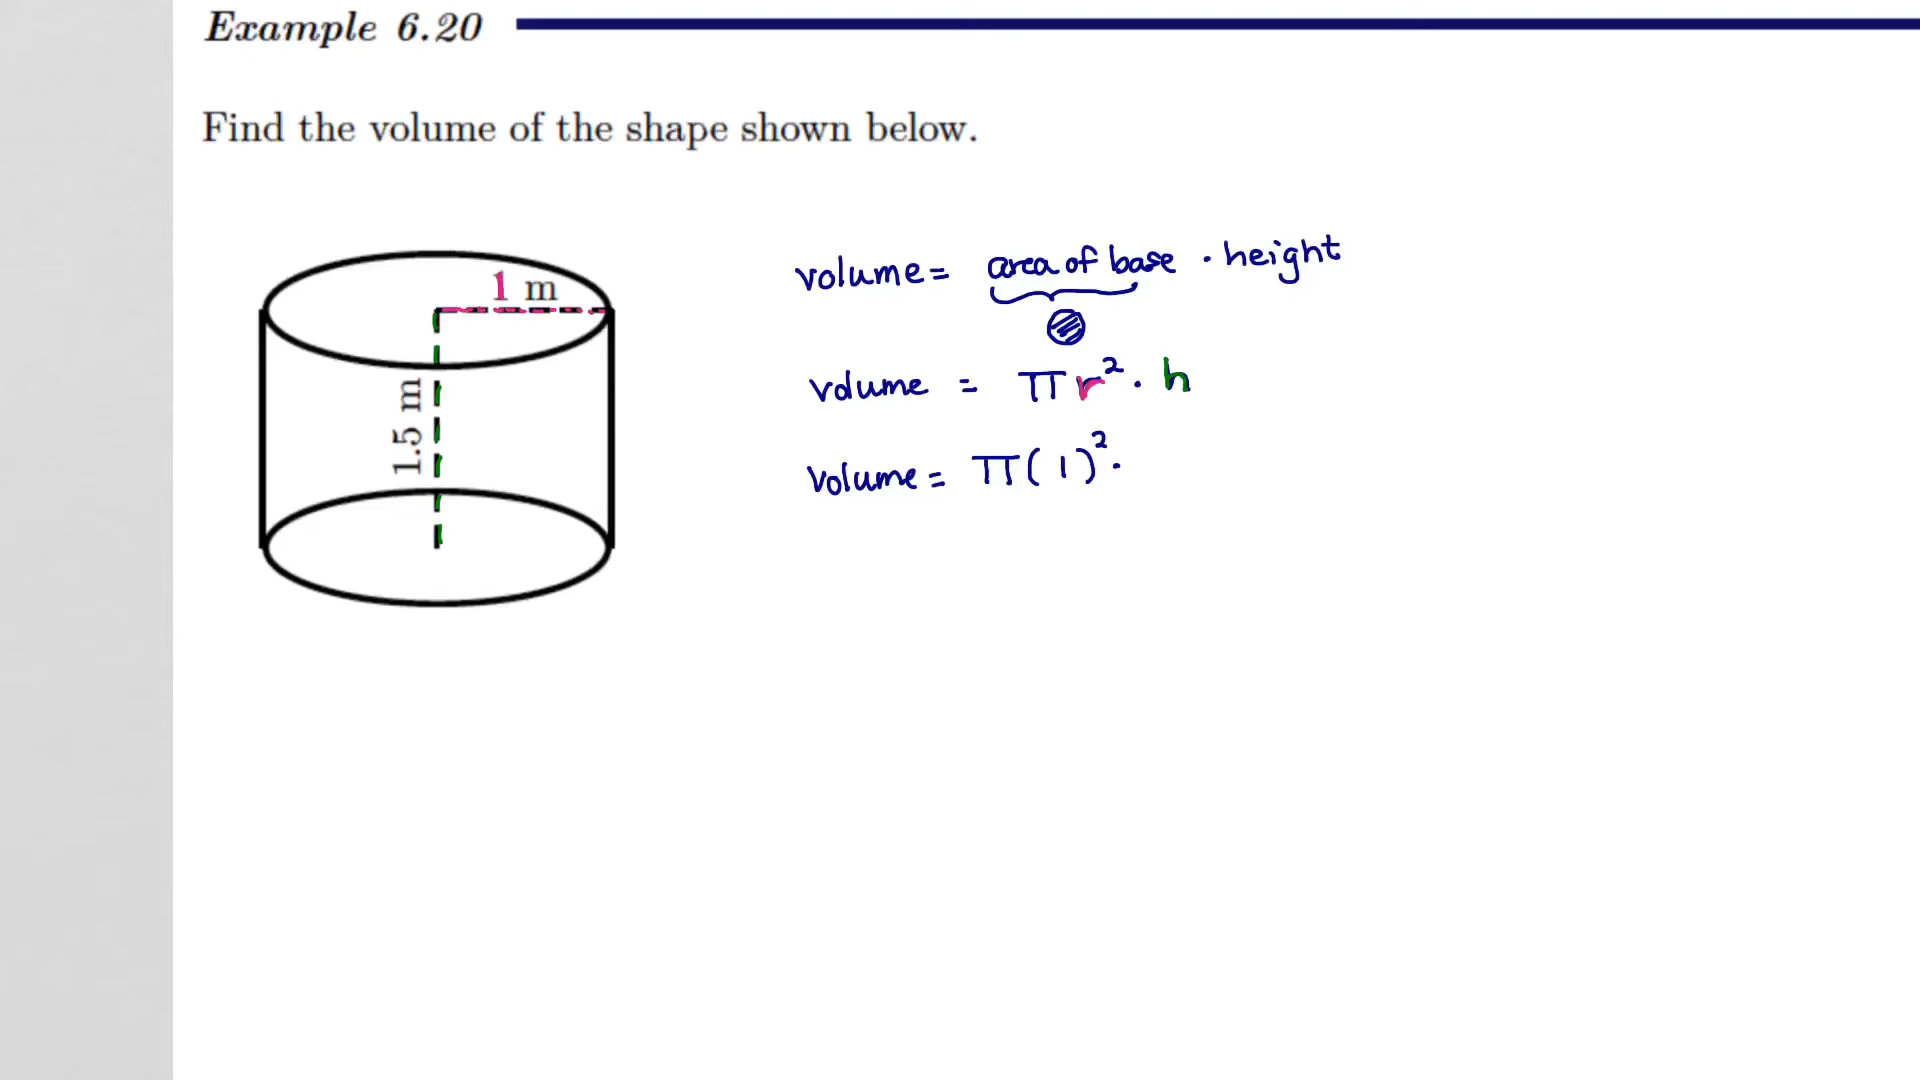 Example 6.20
Find the volume of the shape shown below.
1 m
1.5 m
volume = area of base · height
volume = πr² · h
volume = π(1)² ·